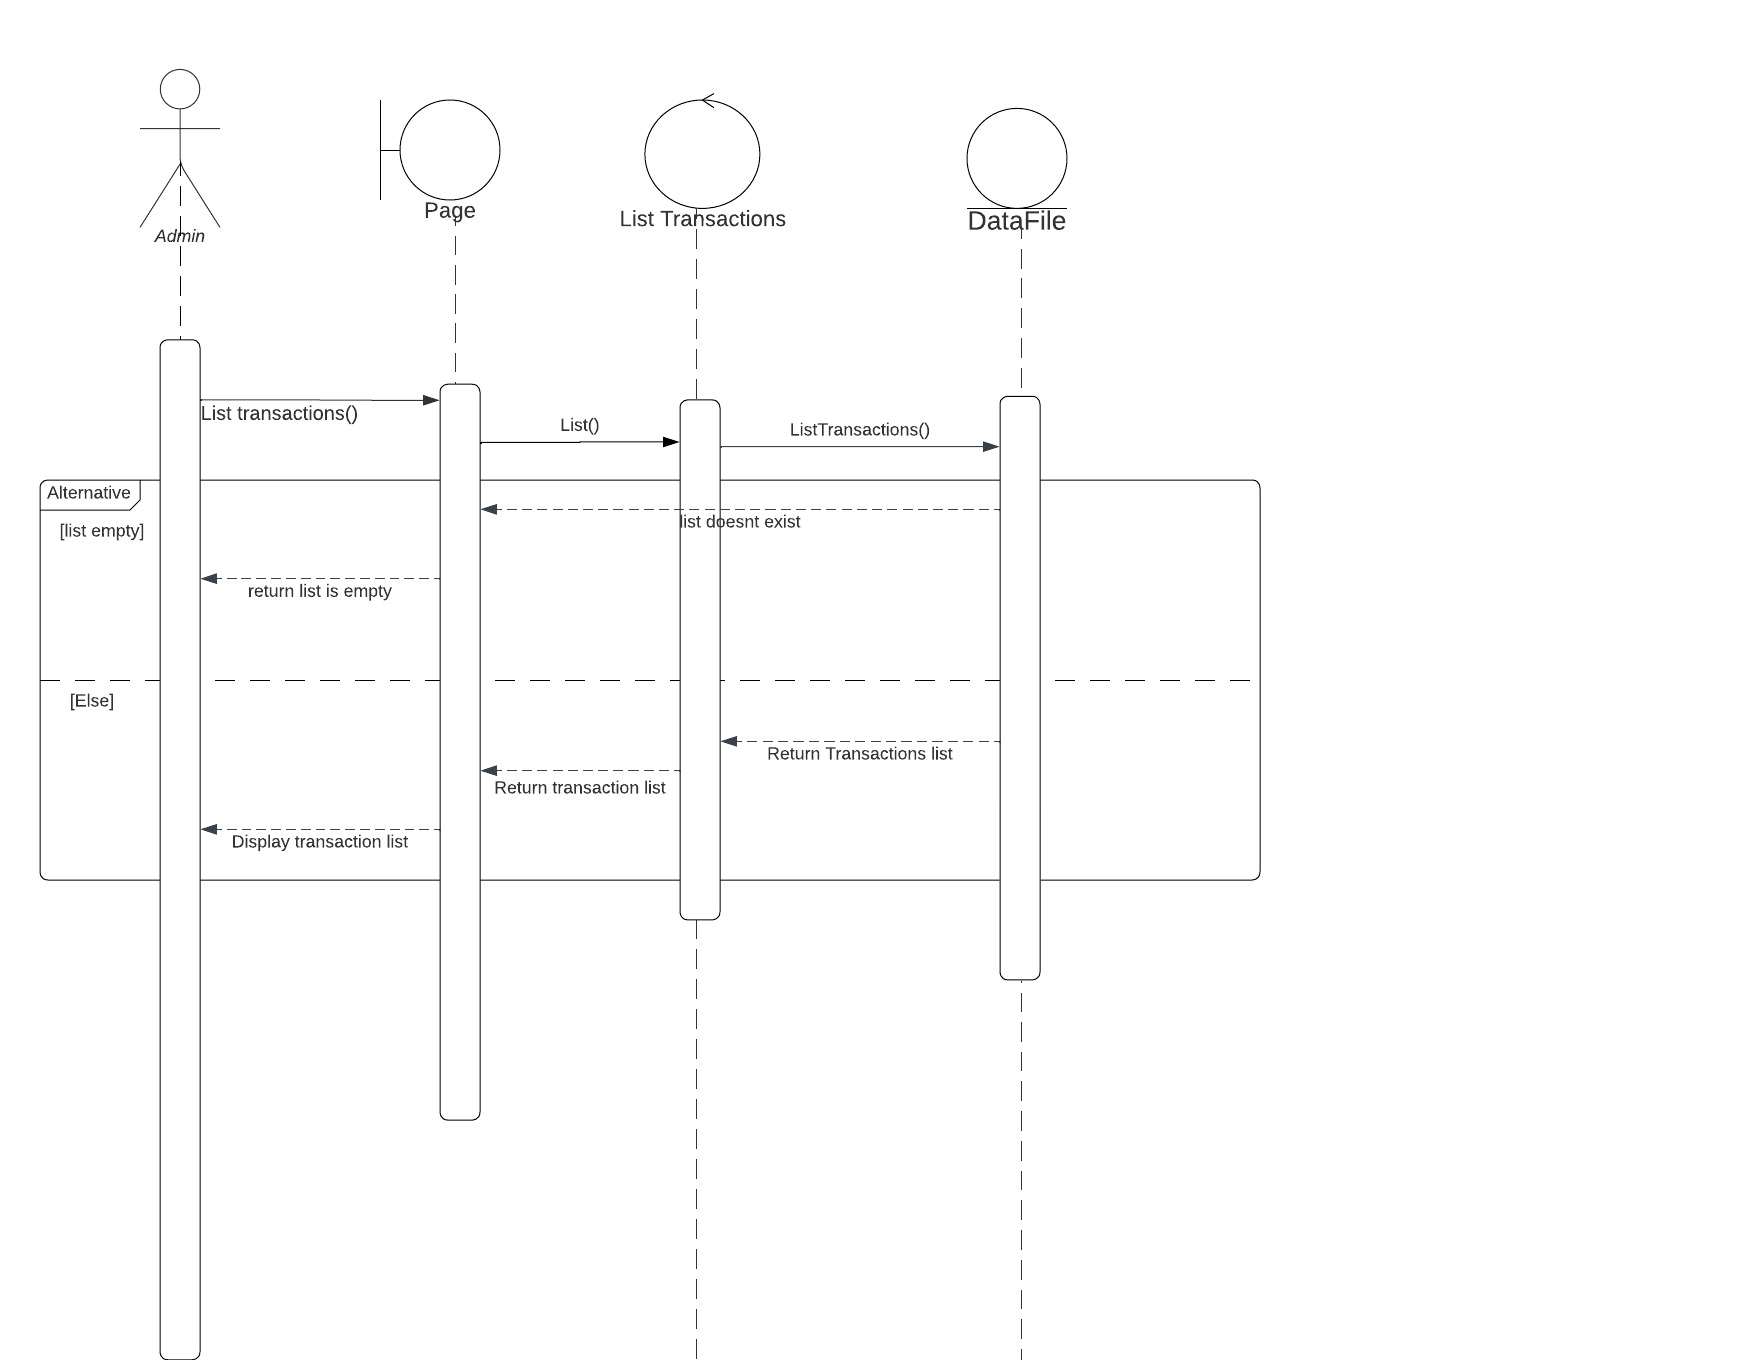 Page
List Transactions
DataFile
Admin
List transactions()
List()
ListTransactions()
Alternative
[list empty]
list doesnt exist
return list is empty
[Else]
Return Transactions list
Return transaction list
Display transaction list